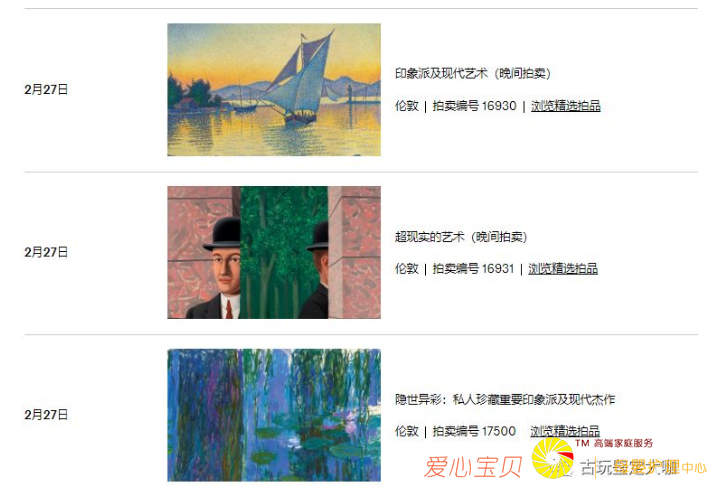 2月27日
印象派及现代艺术（晚间拍卖）
伦敦 | 拍卖编号 16930 | 浏览精选拍品
2月27日
超现实的艺术（晚间拍卖）
伦敦 | 拍卖编号 16931 | 浏览精选拍品
2月27日
隐世异彩：私人珍藏重要印象派及现代杰作
伦敦 | 拍卖编号 17500 浏览精选拍品
TM 高端家庭服务
爱心宝贝
古玩
中心